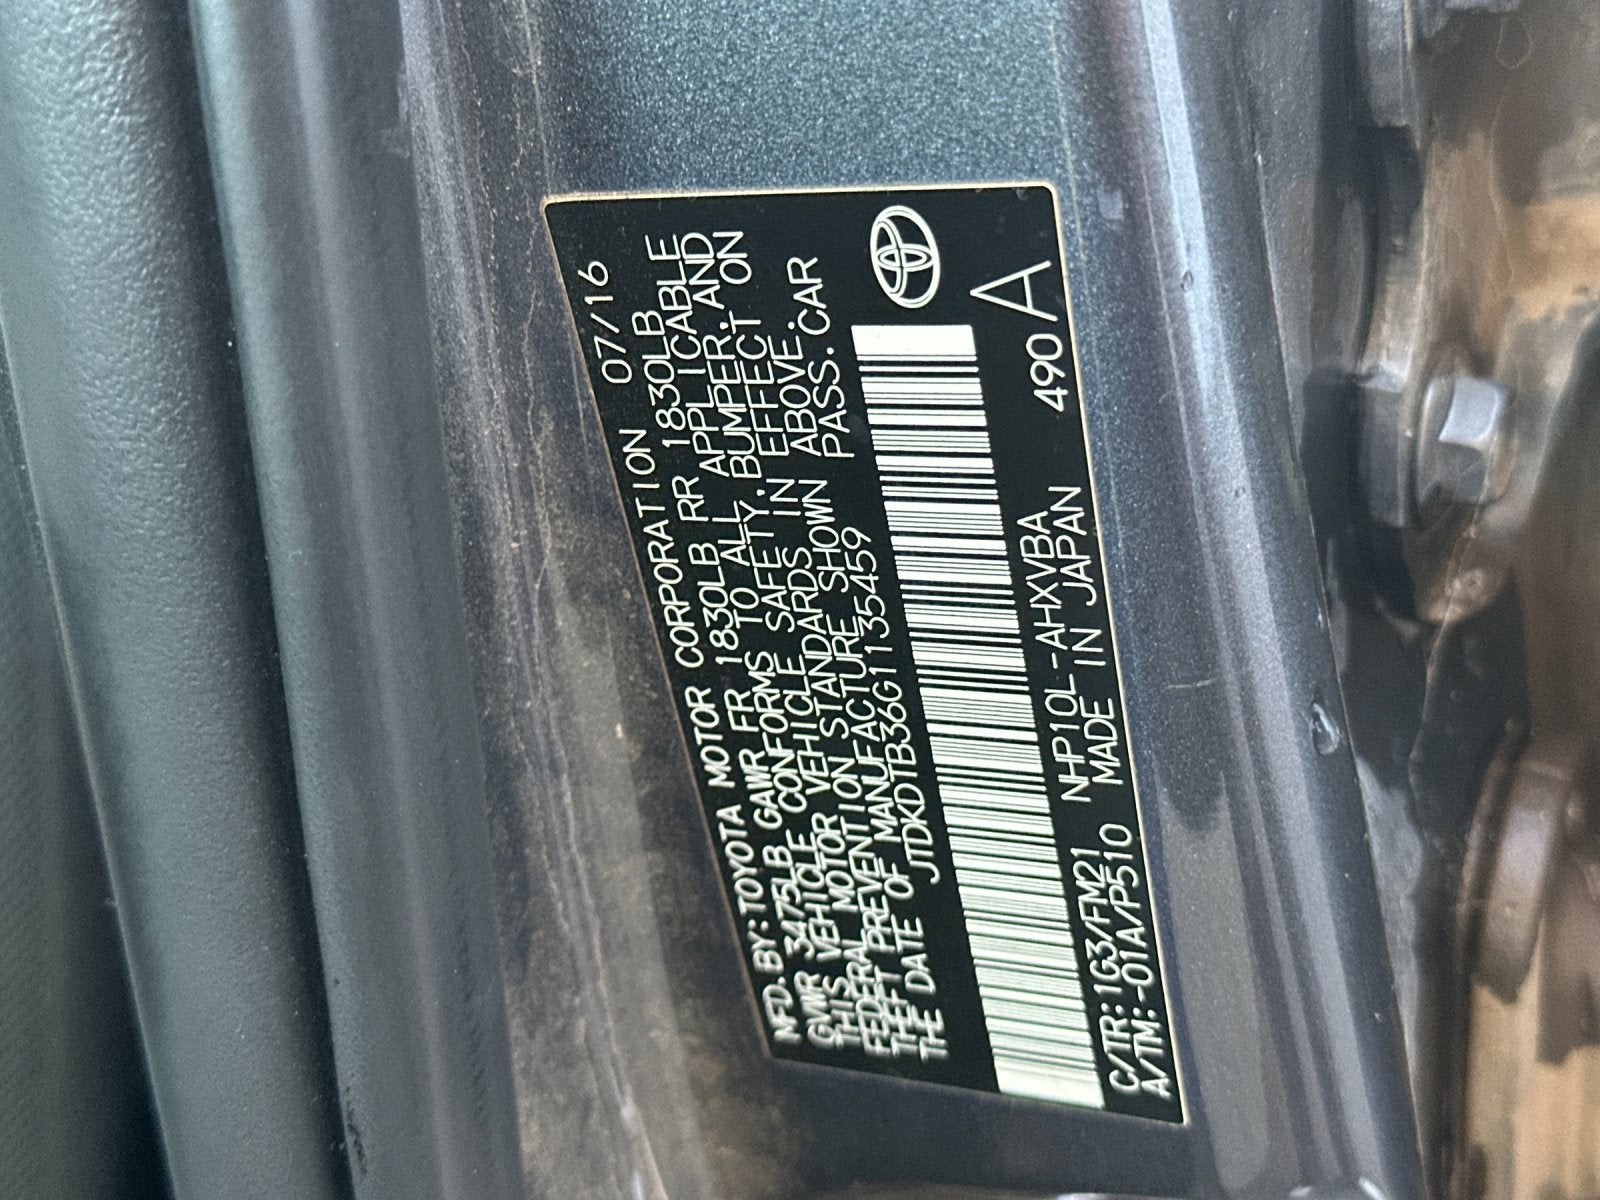 MFD.BY:TOYOTA MOTOR CORPORATION 07/16
GVWR 3475LB GAWR FR 1830LB RR 1830LB
THIS VEHICLE CONFORMS TO ALL APPLICABLE
FEDERAL MOTOR VEHICLE SAFETY,BUMPER,AND
THEFT PREVENTION STANDARDS IN EFFECT ON
THE DATE OF MANUFACTURE SHOWN ABOVE.
JTDKDTB36G1135459 PASS.CAR
C/TR:1G3/FM21 NHP10L-AHXVBA 490A
A/TM:-01A/P510 MADE IN JAPAN